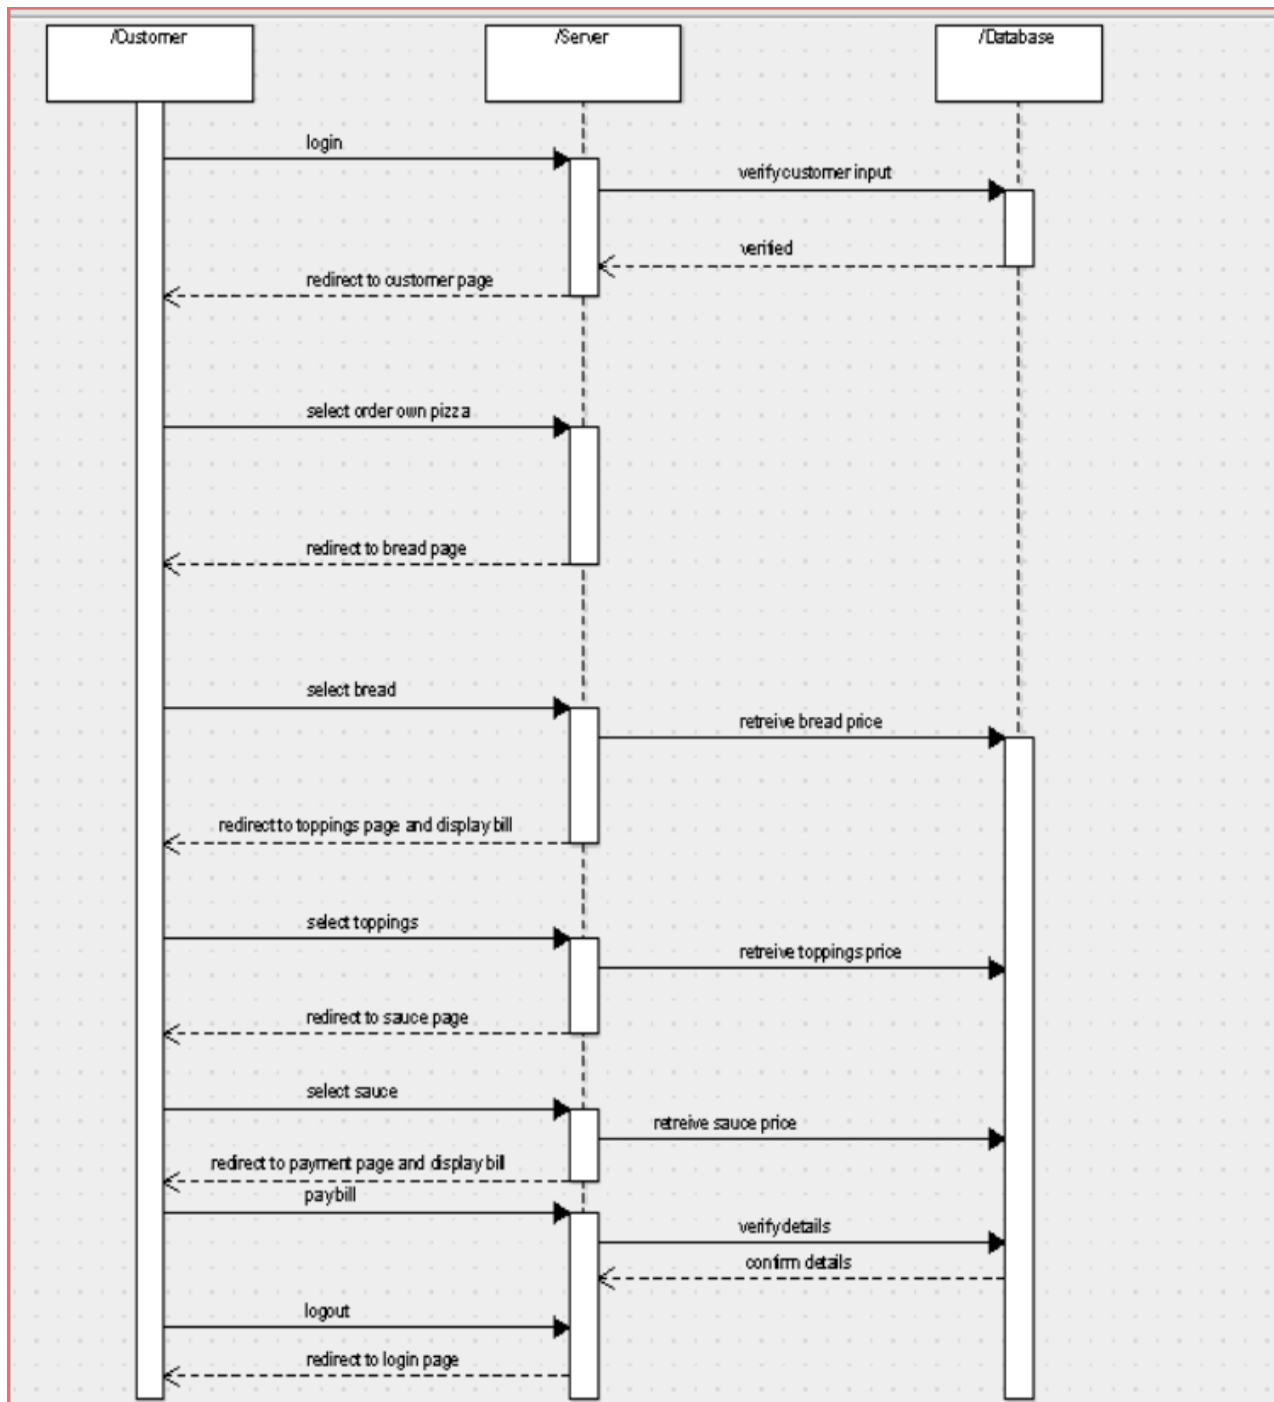 /Customer
/Server
/Database
login
verify customer input
verified
redirect to customer page
select order own pizza
redirect to bread page
select bread
retreive bread price
redirect to toppings page and display bill
select toppings
retreive toppings price
redirect to sauce page
select sauce
retreive sauce price
redirect to payment page and display bill
pay bill
verify details
confirm details
logout
redirect to login page